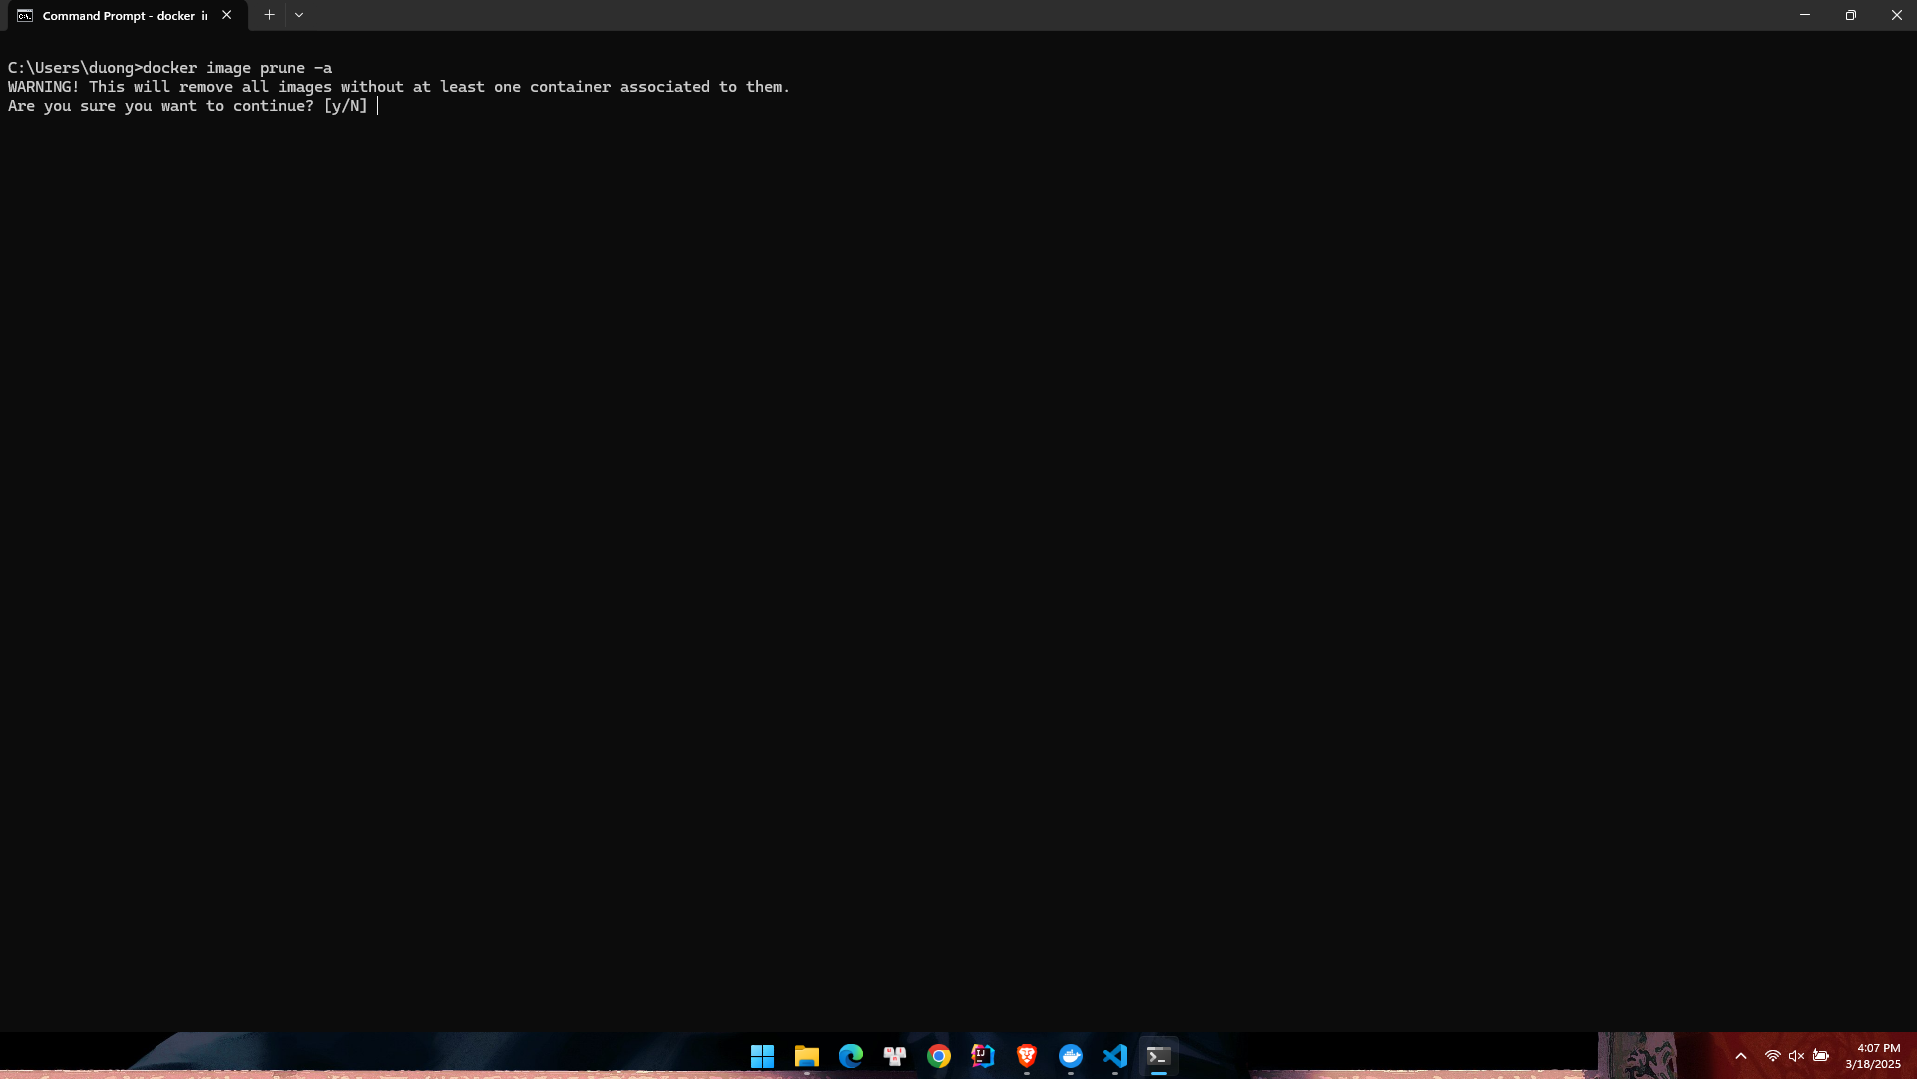 Command Prompt - docker i
C:\Users\duong>docker image prune -a
WARNING! This will remove all images without at least one container associated to them.
Are you sure you want to continue? [y/N]
4:07 PM
3/18/2025